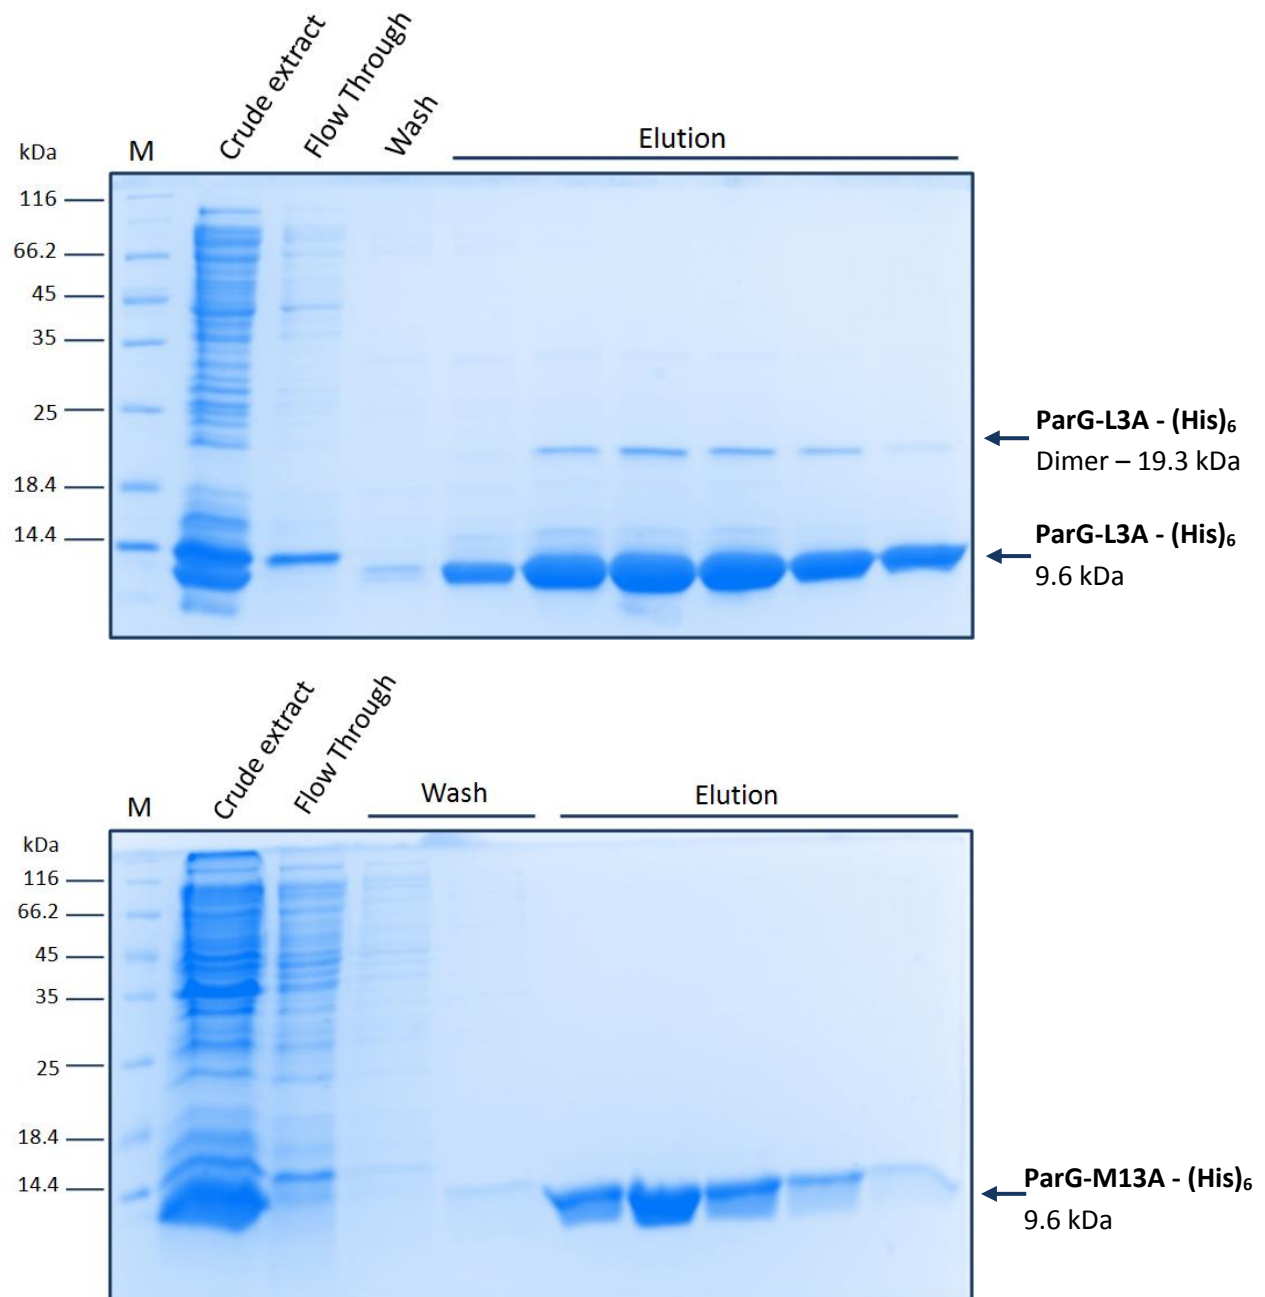 Crude extract
Flow Through
Wash
Elution
kDa
M
116
66.2
45
35
25
18.4
14.4
ParG-L3A - (His)₆
Dimer – 19.3 kDa
ParG-L3A - (His)₆
9.6 kDa
Crude extract
Flow Through
Wash
Elution
M
kDa
116
66.2
45
35
25
18.4
14.4
ParG-M13A - (His)₆
9.6 kDa